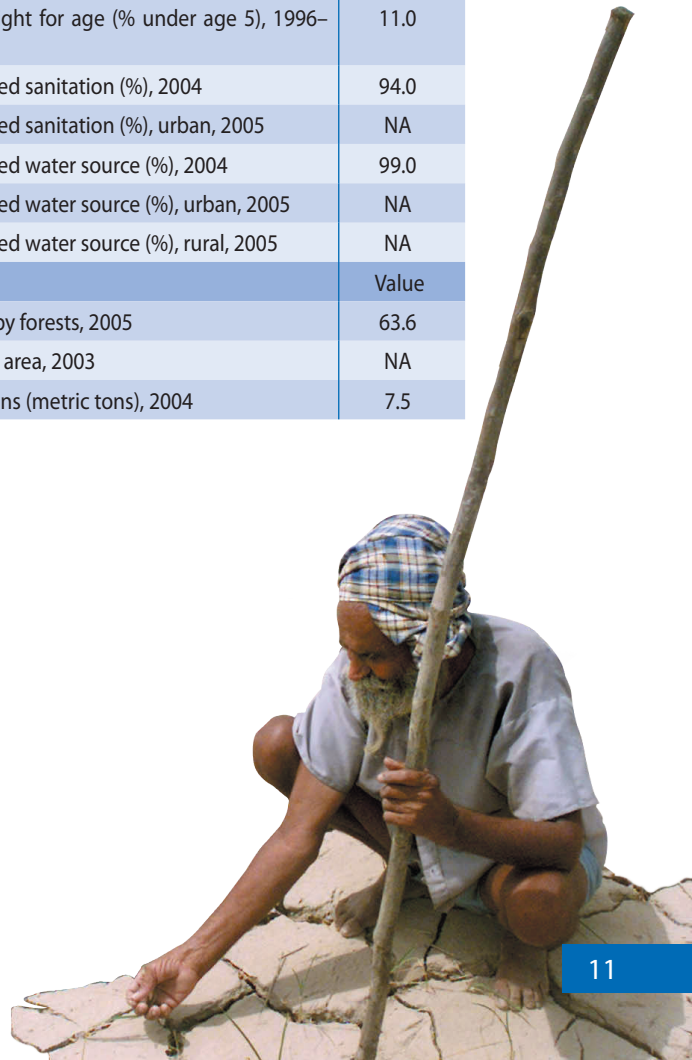 ght for age (% under age 5), 1996– 11.0
ed sanitation (%), 2004 94.0
ed sanitation (%), urban, 2005 NA
ed water source (%), 2004 99.0
ed water source (%), urban, 2005 NA
ed water source (%), rural, 2005 NA
Value
by forests, 2005 63.6
area, 2003 NA
ns (metric tons), 2004 7.5
11